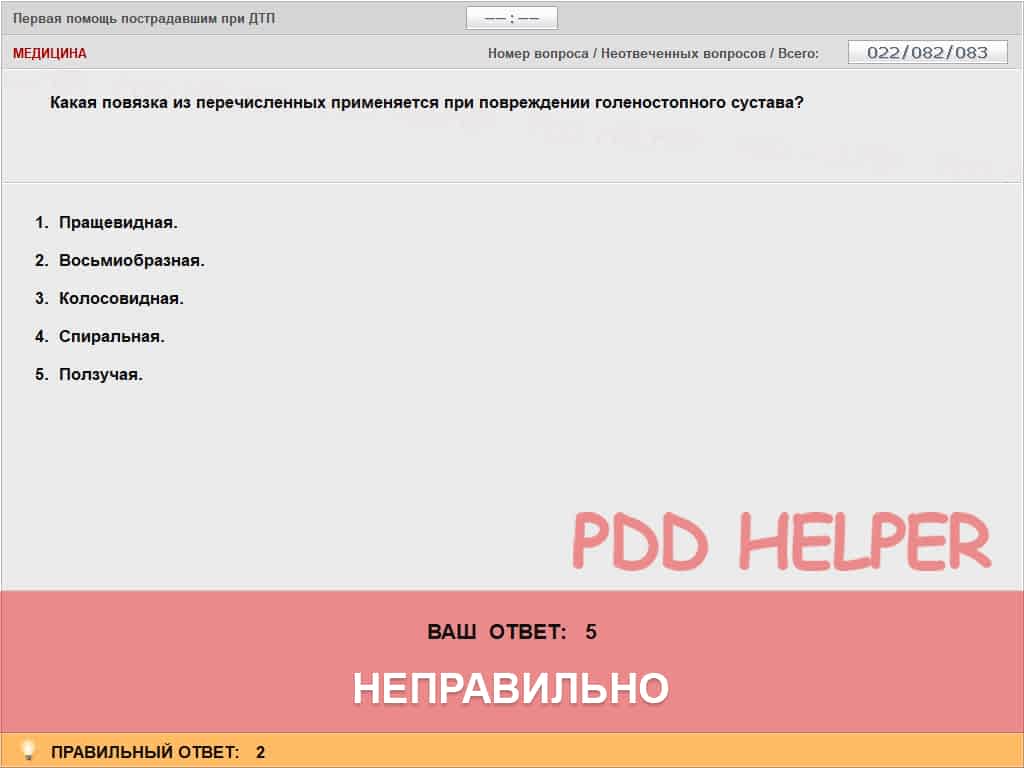 Первая помощь пострадавшим при ДТП
—— : ——
МЕДИЦИНА
Номер вопроса / Неотвеченных вопросов / Всего:
022/082/083
Какая повязка из перечисленных применяется при повреждении голеностопного сустава?
1. Пращевидная.
2. Восьмиобразная.
3. Колосовидная.
4. Спиральная.
5. Ползучая.
PDD HELPER
ВАШ ОТВЕТ: 5
НЕПРАВИЛЬНО
ПРАВИЛЬНЫЙ ОТВЕТ: 2